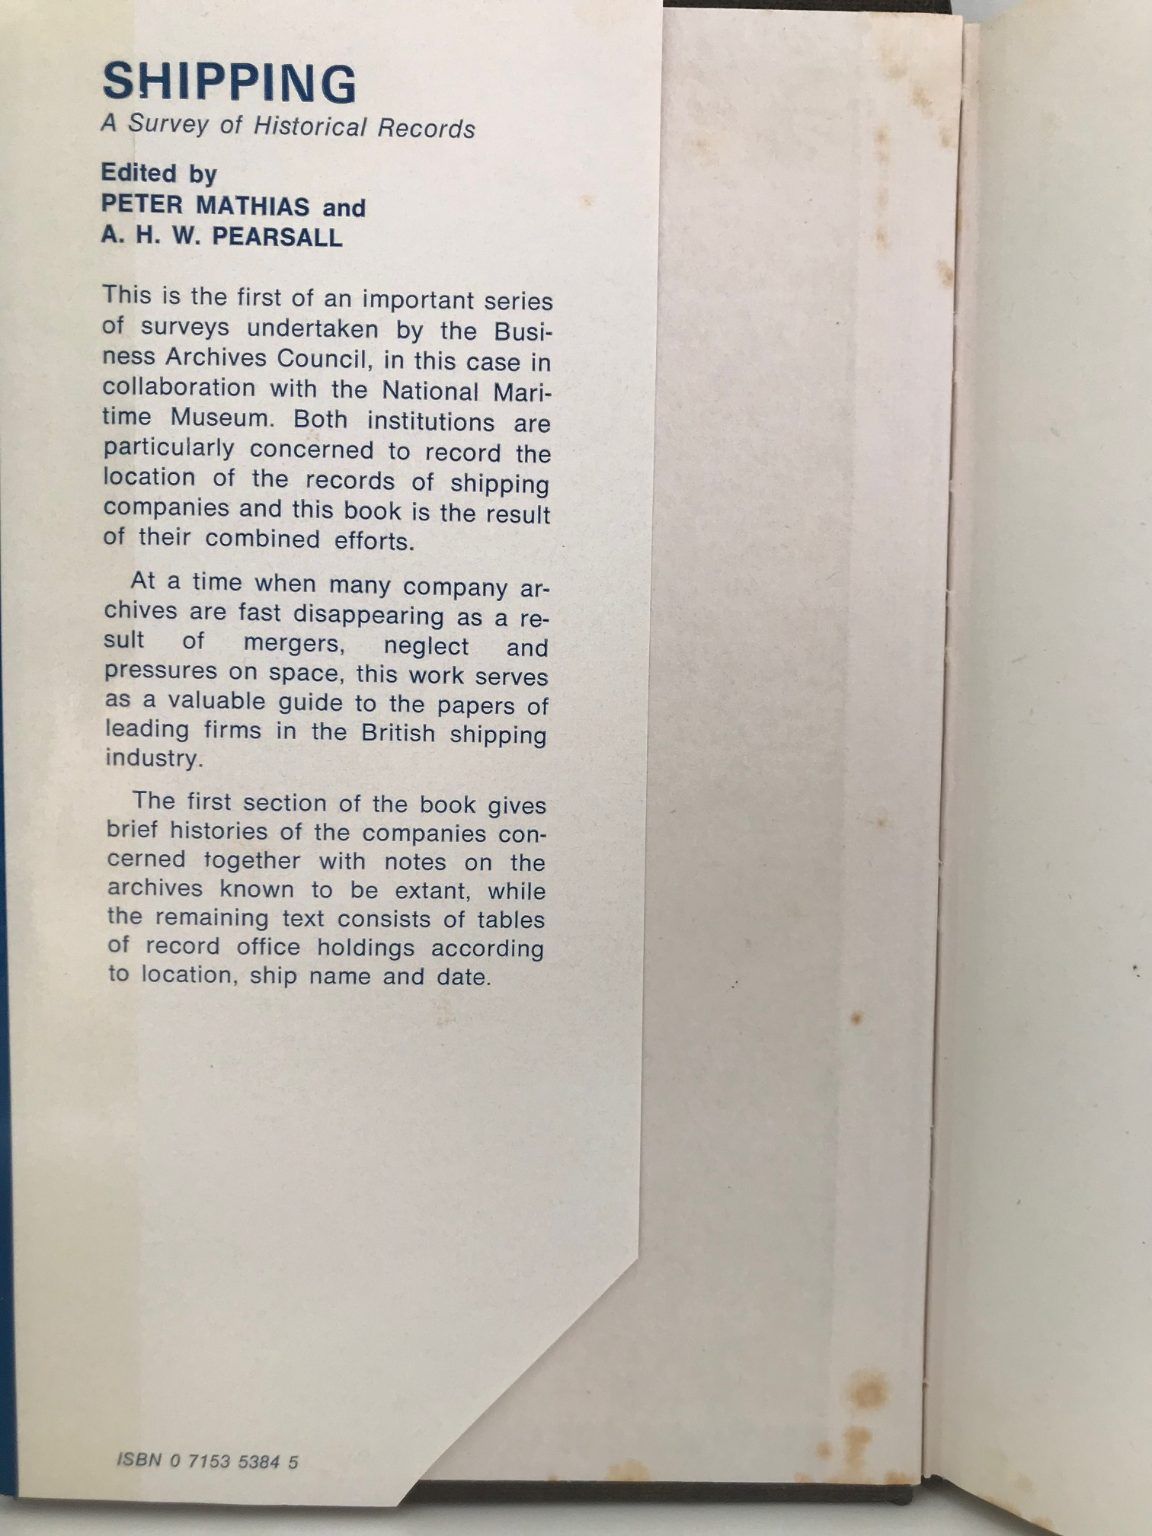 SHIPPING
A Survey of Historical Records
Edited by
PETER MATHIAS and
A. H. W. PEARSALL
This is the first of an important series
of surveys undertaken by the Busi-
ness Archives Council, in this case in
collaboration with the National Mari-
time Museum. Both institutions are
particularly concerned to record the
location of the records of shipping
companies and this book is the result
of their combined efforts.
At a time when many company ar-
chives are fast disappearing as a re-
sult of mergers, neglect and
pressures on space, this work serves
as a valuable guide to the papers of
leading firms in the British shipping
industry.
The first section of the book gives
brief histories of the companies con-
cerned together with notes on the
archives known to be extant, while
the remaining text consists of tables
of record office holdings according
to location, ship name and date.
ISBN 0 7153 5384 5